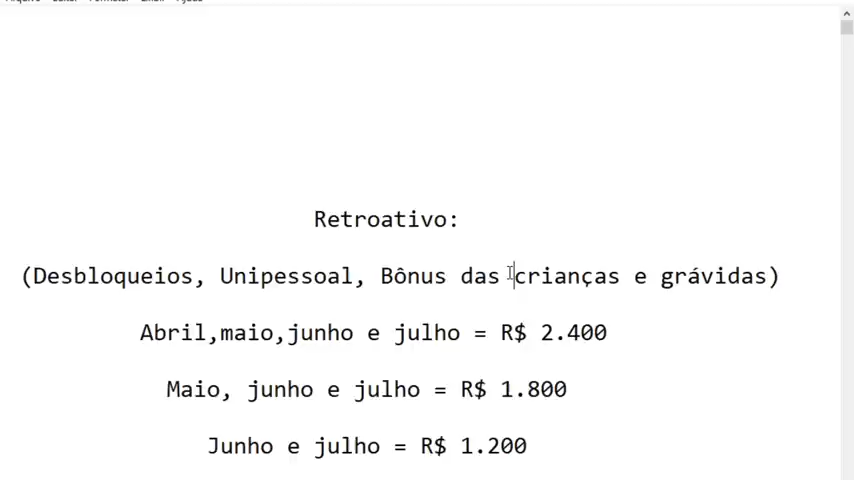 Retroativo:
(Desbloqueios, Unipessoal, Bônus das crianças e grávidas)
Abril,maio,junho e julho = R$ 2.400
Maio, junho e julho = R$ 1.800
Junho e julho = R$ 1.200